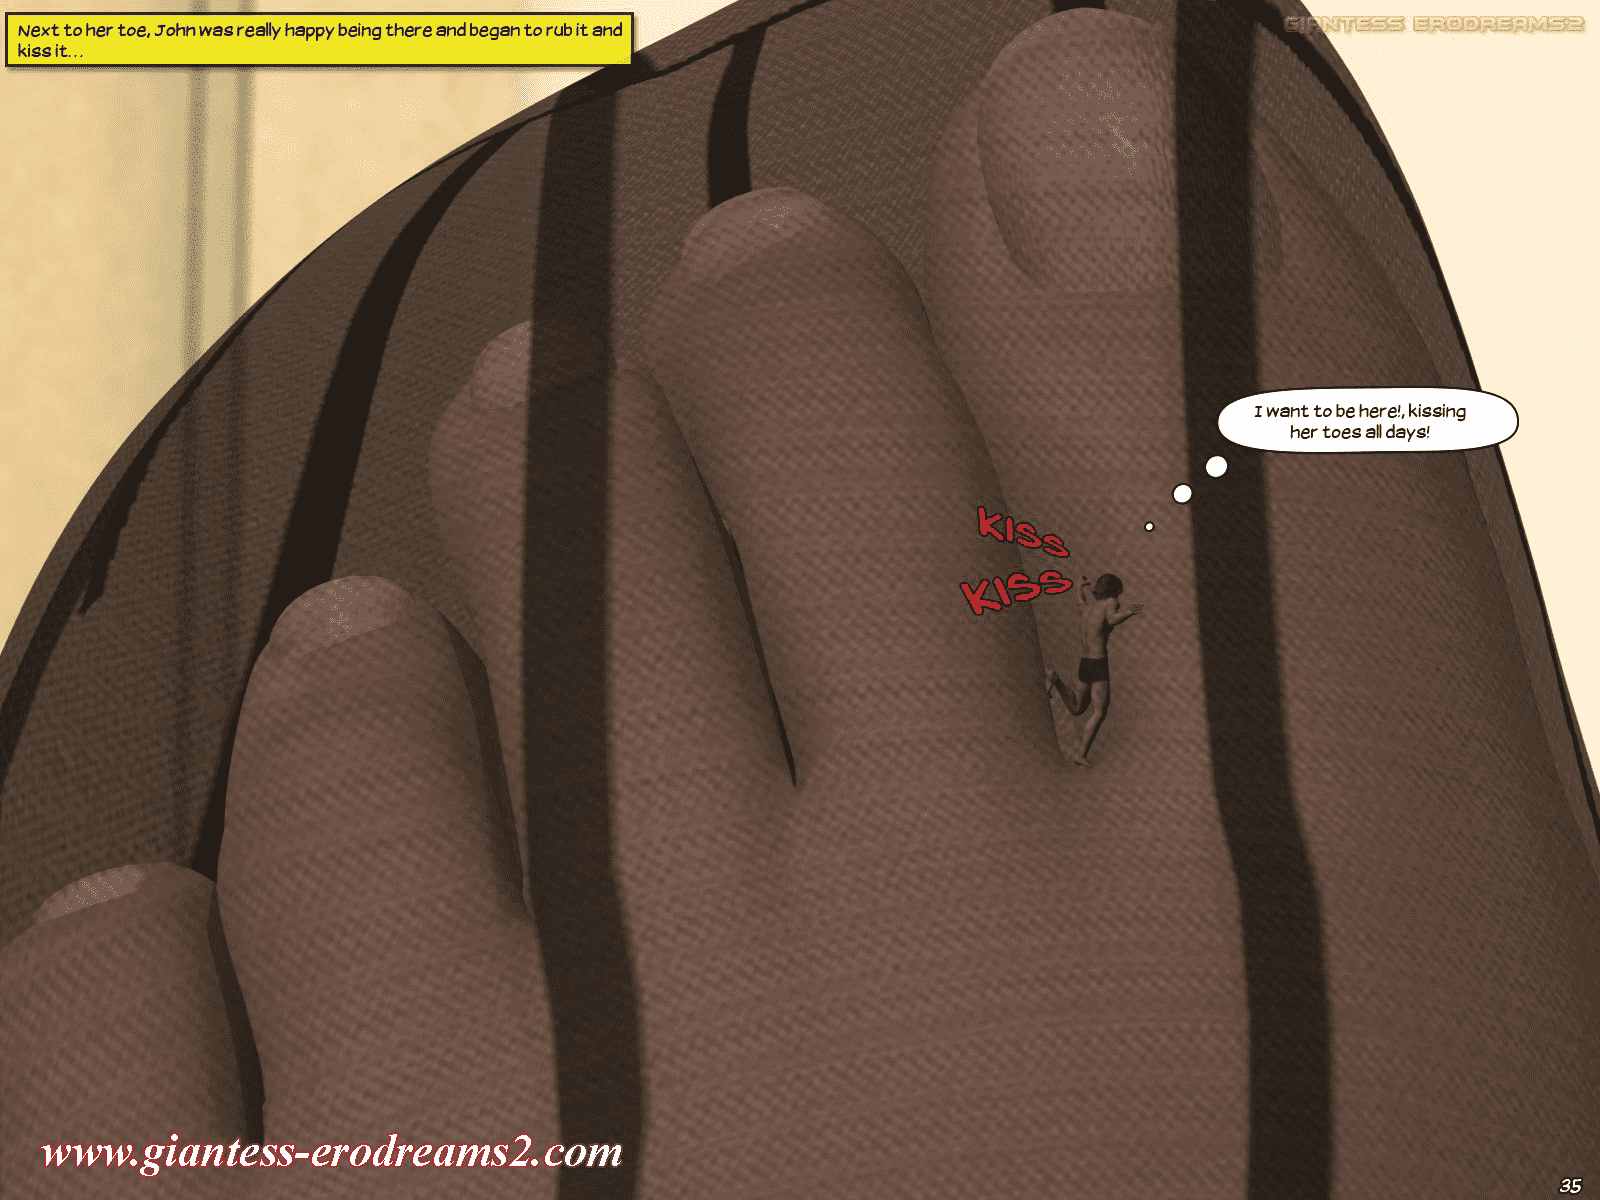 Next to her toe, John was really happy being there and began to rub it and
kiss it...
GIANTESS ERODREAMS2
I want to be here!, kissing
her toes all days!
KISS
KISS
www.giantess-erodreams2.com
35